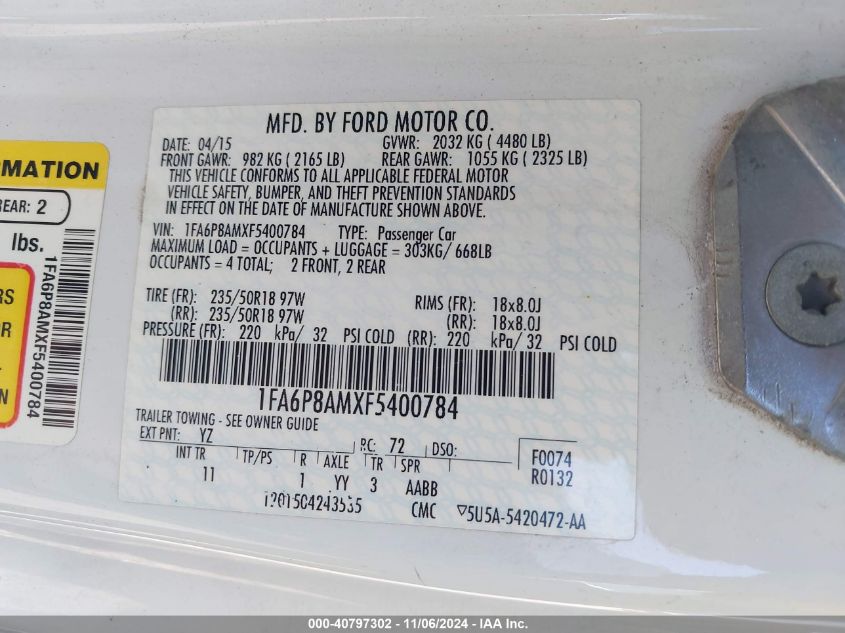 MFD. BY FORD MOTOR CO.
DATE: 04/15 GVWR: 2032 KG ( 4480 LB)
FRONT GAWR: 982 KG ( 2165 LB) REAR GAWR: 1055 KG ( 2325 LB)
THIS VEHICLE CONFORMS TO ALL APPLICABLE FEDERAL MOTOR
VEHICLE SAFETY, BUMPER, AND THEFT PREVENTION STANDARDS
IN EFFECT ON THE DATE OF MANUFACTURE SHOWN ABOVE.
VIN: 1FA6P8AMXF5400784 TYPE: Passenger Car
MAXIMUM LOAD = OCCUPANTS + LUGGAGE = 303KG/ 668LB
OCCUPANTS = 4 TOTAL; 2 FRONT, 2 REAR
TIRE (FR): 235/50R18 97W RIMS (FR): 18x8.0J
(RR): 235/50R18 97W (RR): 18x8.0J
PRESSURE (FR): 220 kPa/ 32 PSI COLD (RR): 220 kPa/ 32 PSI COLD
1FA6P8AMXF5400784
TRAILER TOWING - SEE OWNER GUIDE
EXT PNT: YZ RC: 72 DSO: F0074
INT TR TP/PS R AXLE TR SPR R0132
11 1 YY 3 AABB
CMC ▽5U5A-5420472-AA
REAR: 2
lbs.
1FA6P8AMXF5400784
000-40797302 - 11/06/2024 - IAA Inc.